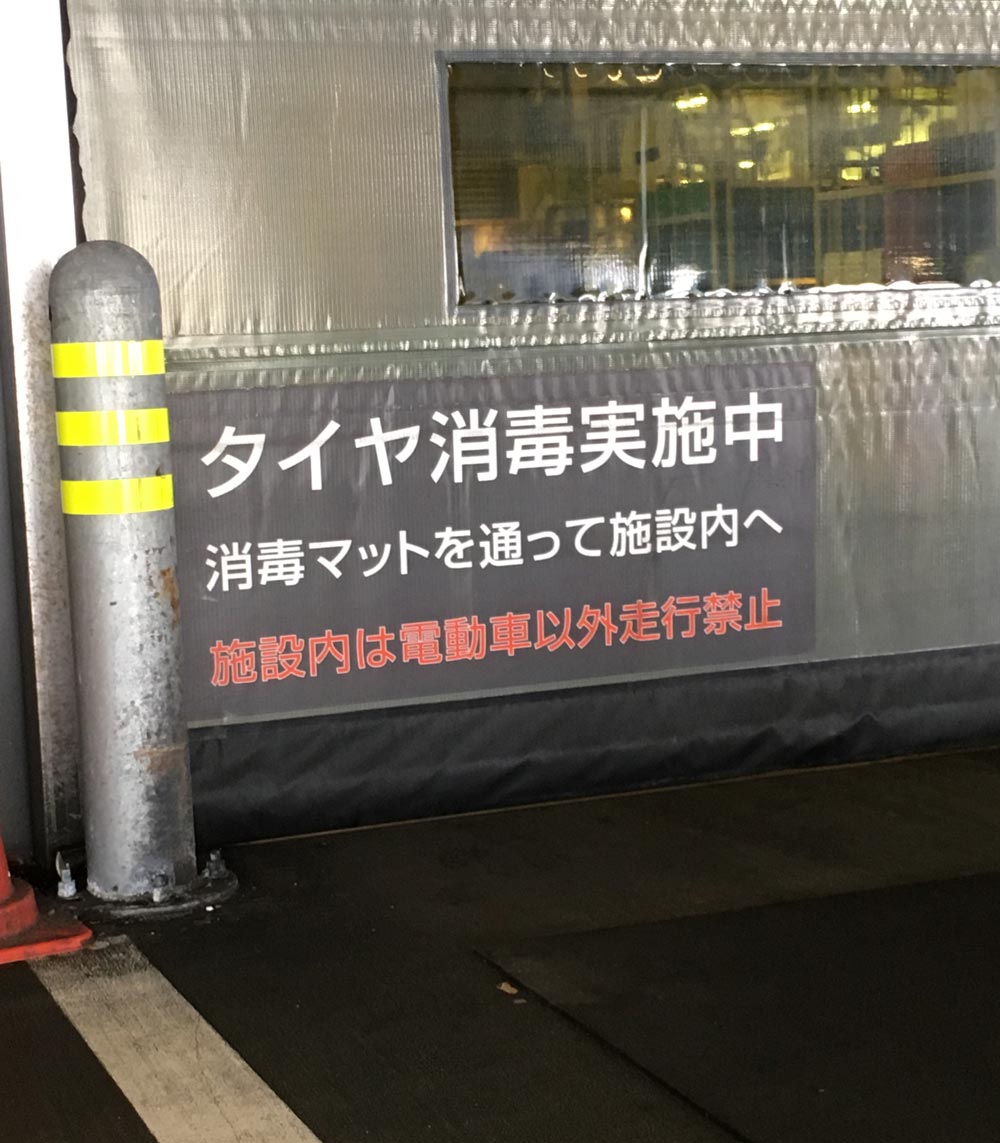 タイヤ消毒実施中
消毒マットを通って施設内へ
施設内は電動車以外走行禁止